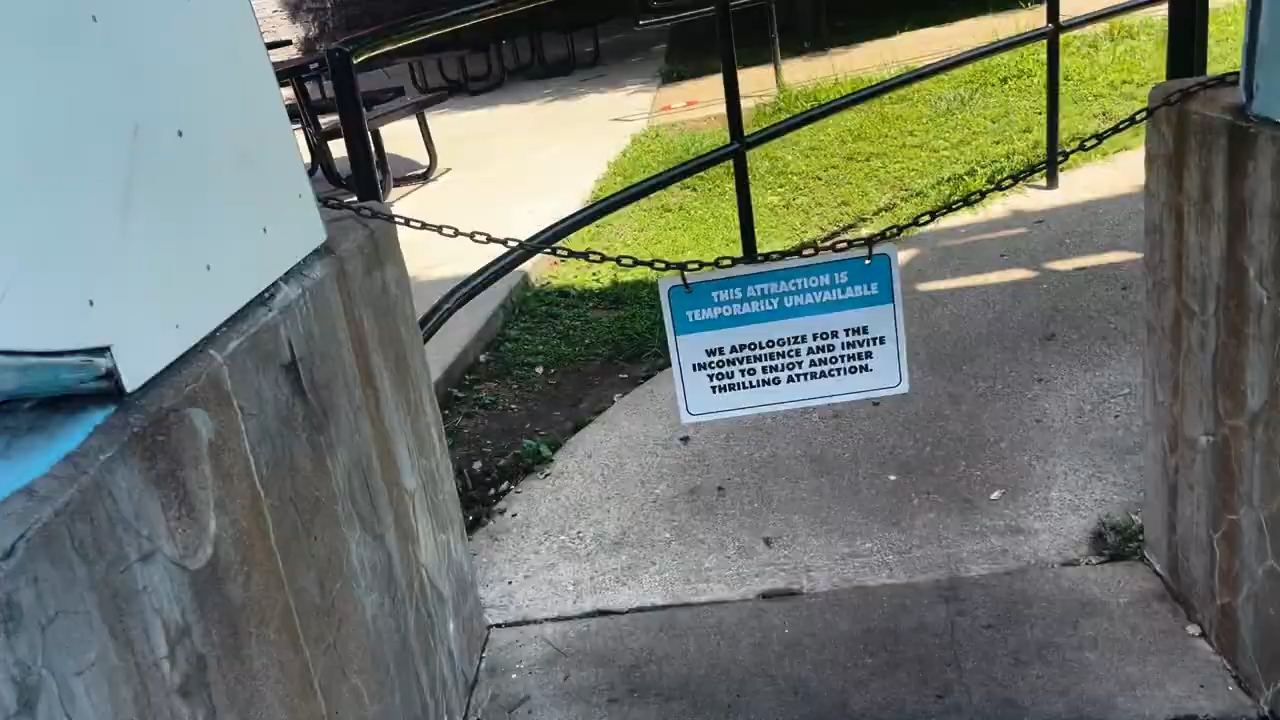 THIS ATTRACTION IS
TEMPORARILY UNAVAILABLE
WE APOLOGIZE FOR THE
INCONVENIENCE AND INVITE
YOU TO ENJOY ANOTHER
THRILLING ATTRACTION.